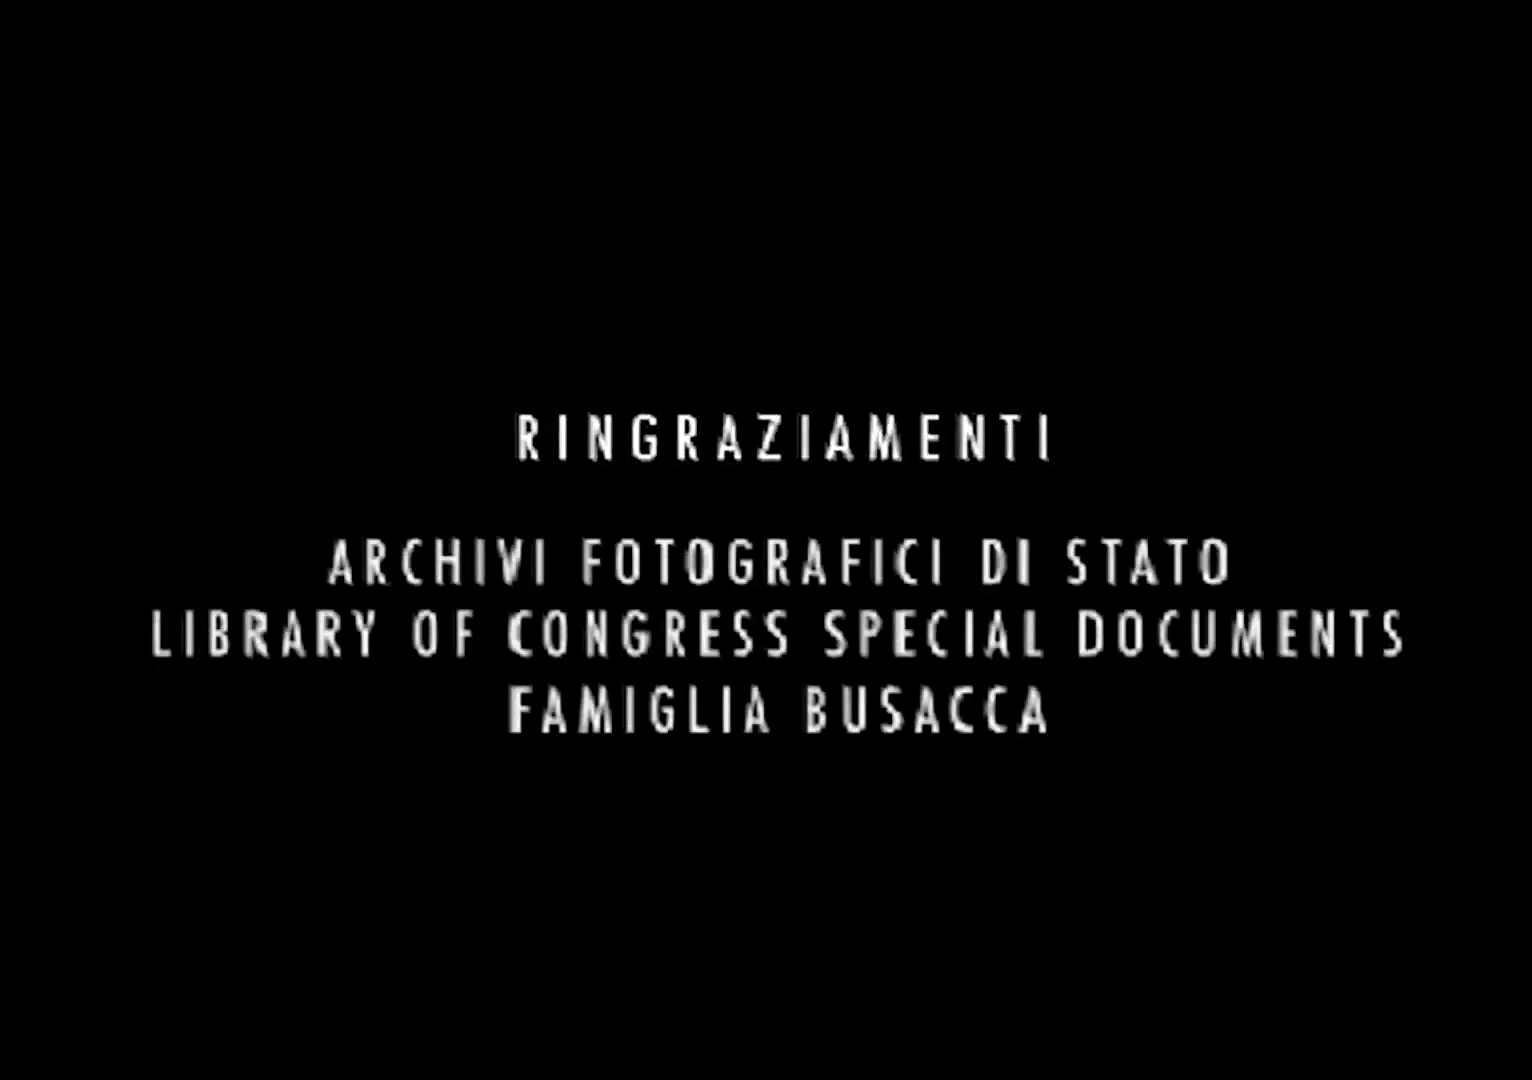 RINGRAZIAMENTI
ARCHIVI FOTOGRAFICI DI STATO
LIBRARY OF CONGRESS SPECIAL DOCUMENTS
FAMIGLIA BUSACCA